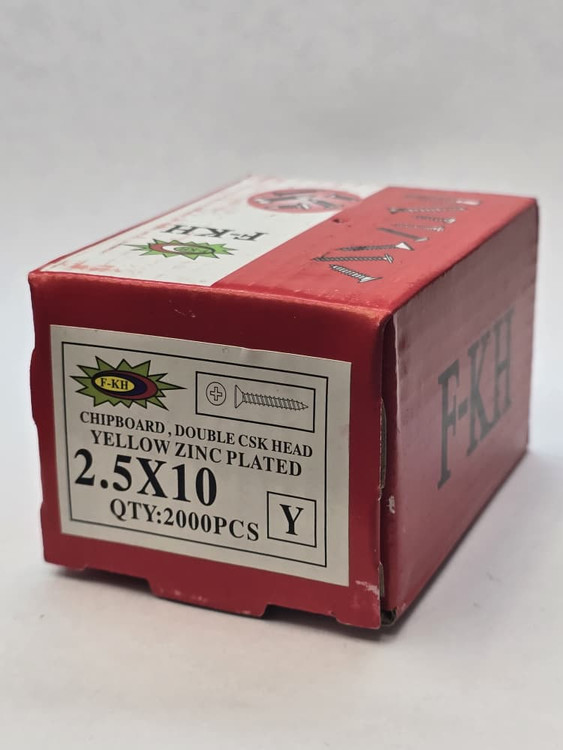 F-KH
F-KH
CHIPBOARD , DOUBLE CSK HEAD
YELLOW ZINC PLATED
2.5X10
QTY:2000PCS
Y
F-KH